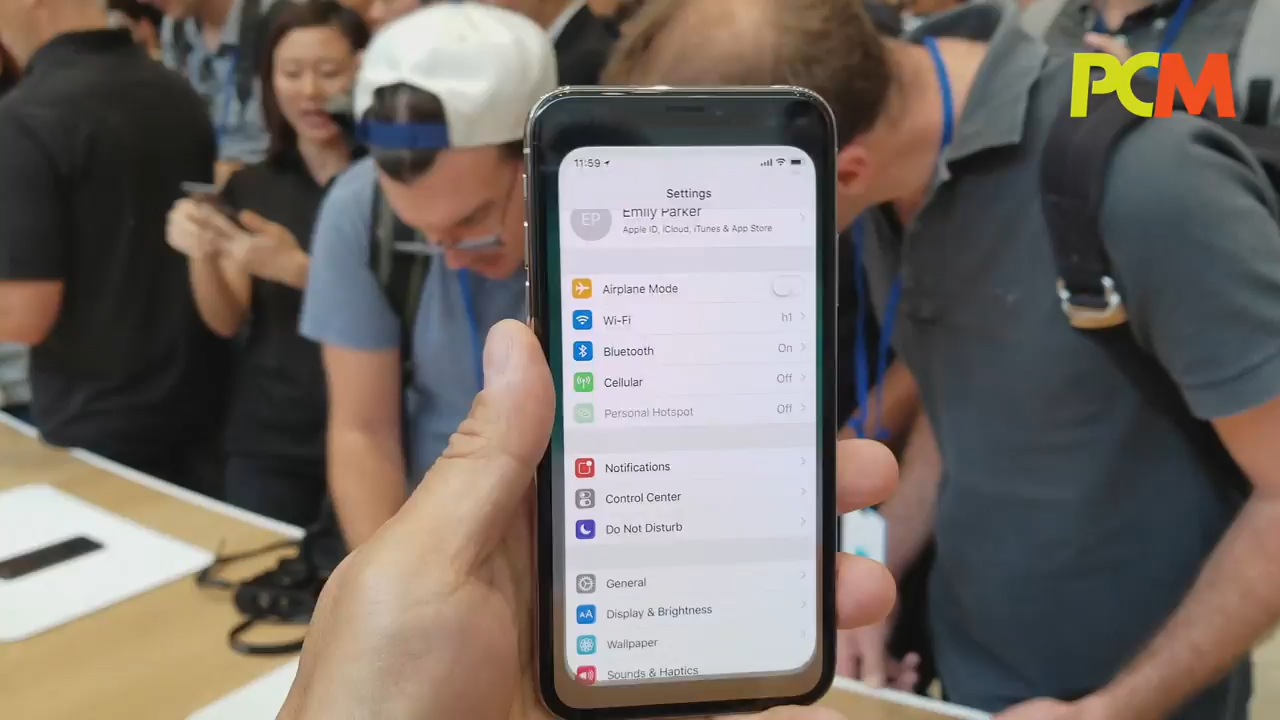 PCM
11:59
Settings
EP
Emily Parker
Apple ID, iCloud, iTunes & App Store
Airplane Mode
Wi-Fi h1
Bluetooth On
Cellular Off
Personal Hotspot Off
Notifications
Control Center
Do Not Disturb
General
AA Display & Brightness
Wallpaper
Sounds & Haptics